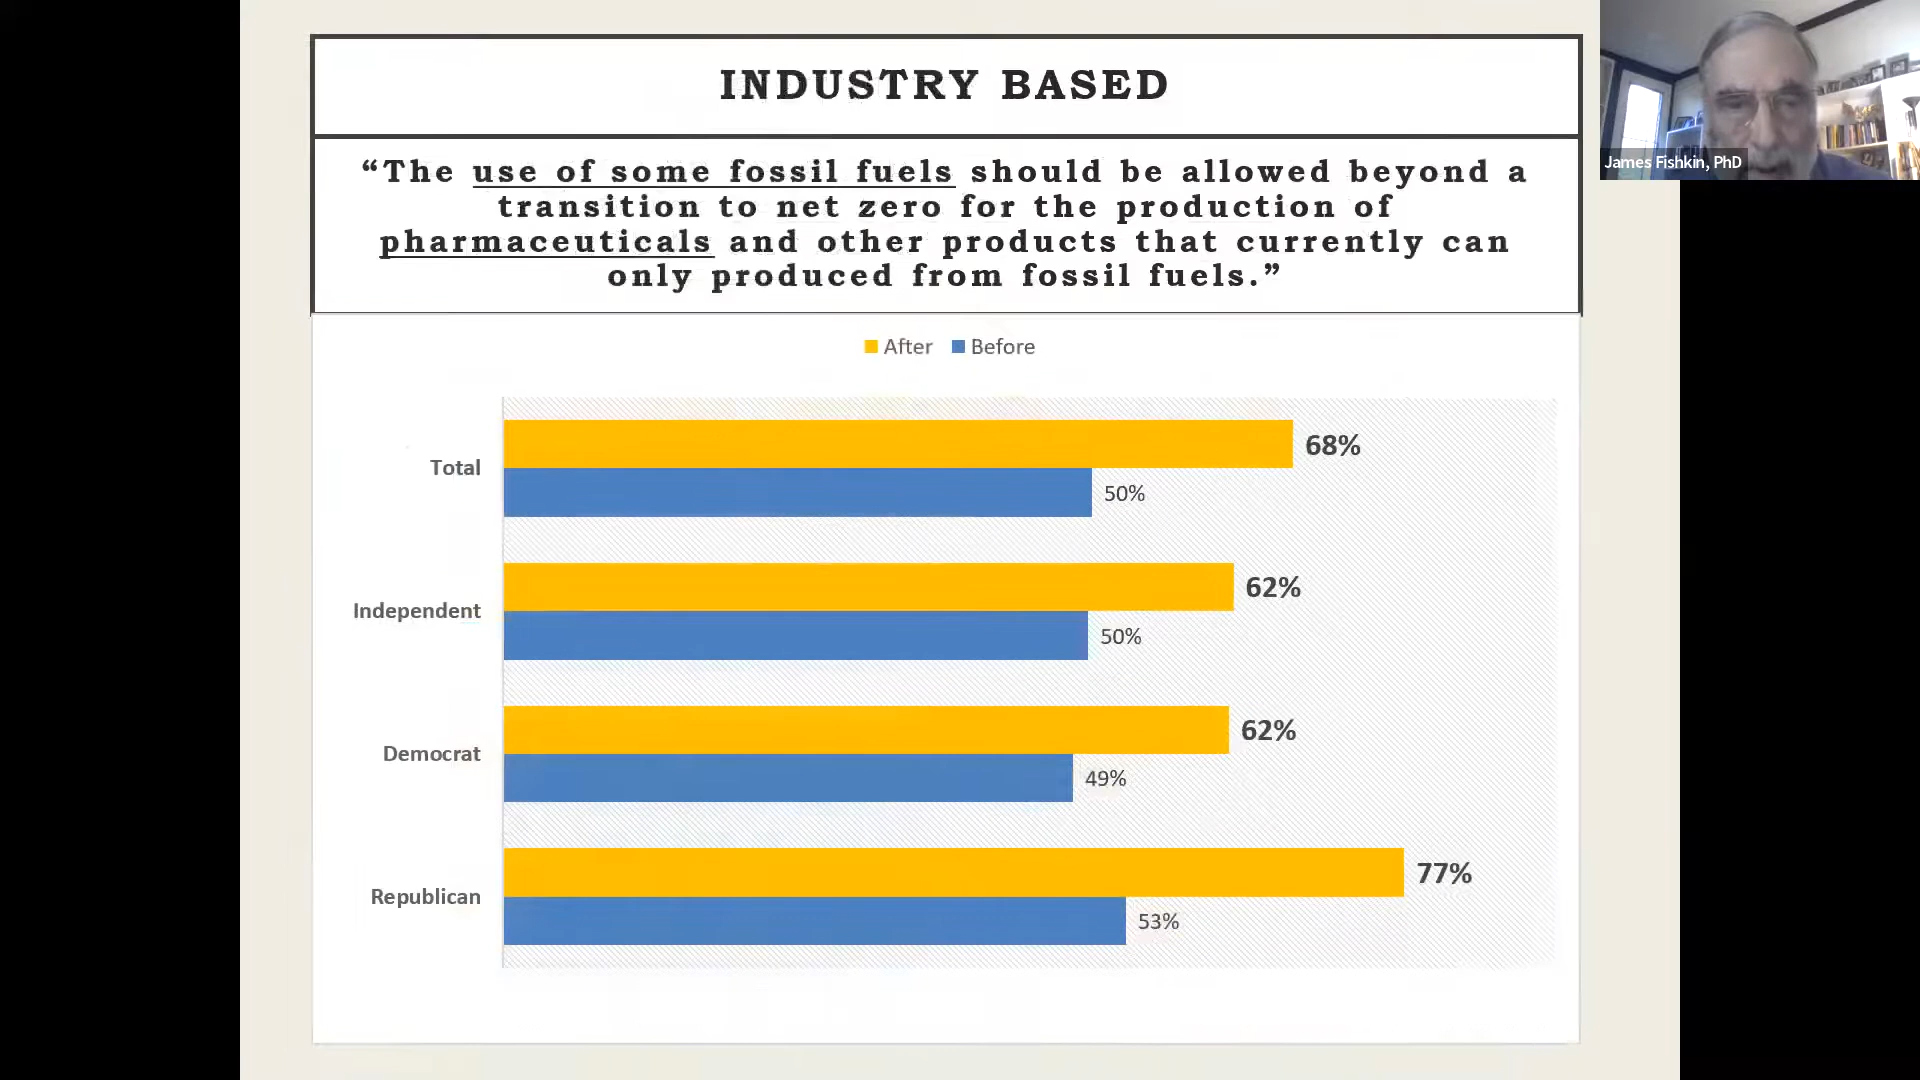 INDUSTRY BASED
“The use of some fossil fuels should be allowed beyond a
transition to net zero for the production of
pharmaceuticals and other products that currently can
only produced from fossil fuels.”
James Fishkin, PhD
After Before
Total
68%
50%
Independent
62%
50%
Democrat
62%
49%
Republican
77%
53%